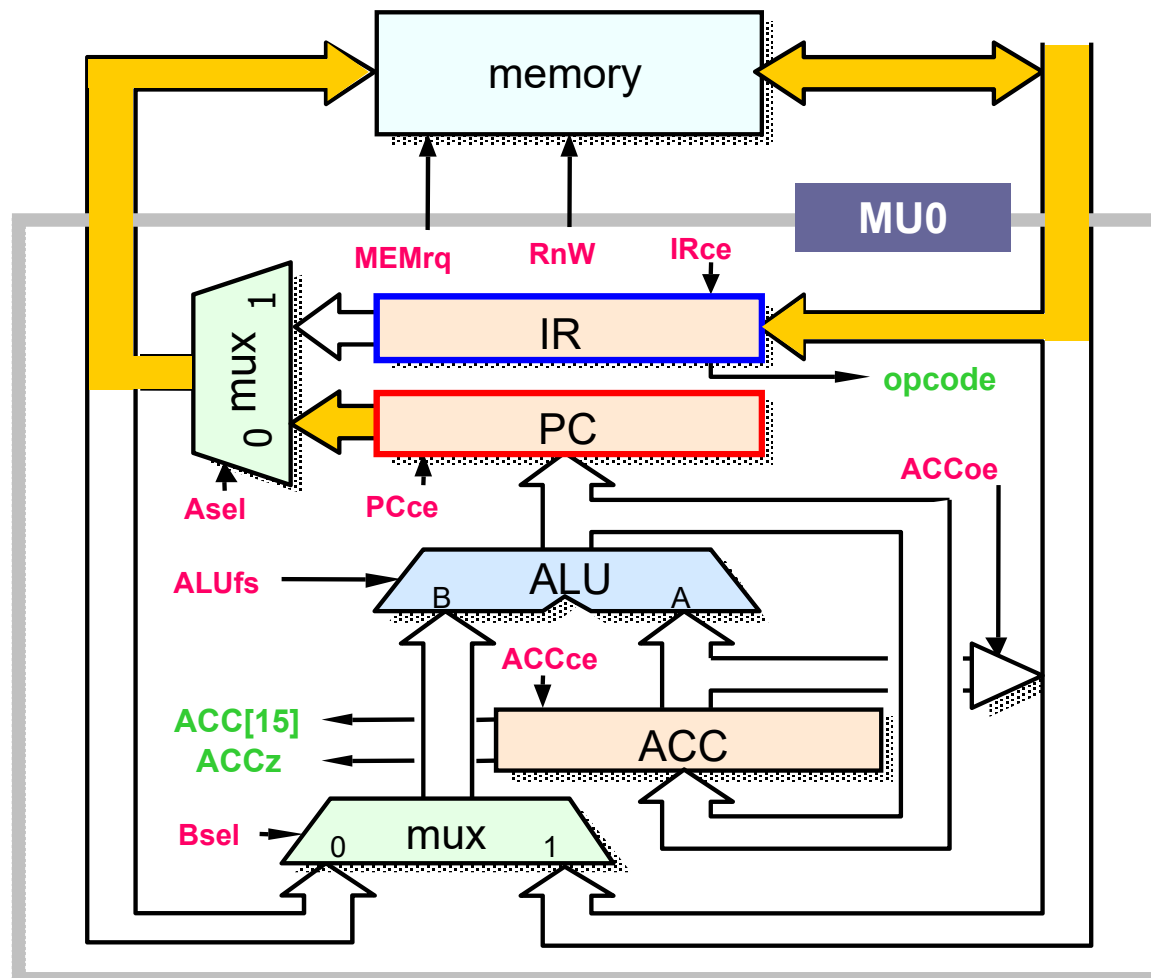 memory
MU0
MEMrq
RnW
IRce
mux
1
0
IR
opcode
PC
Asel
PCce
ACCoe
ALUfs
ALU
B
A
ACCce
ACC[15]
ACCz
ACC
Bsel
mux
0
1